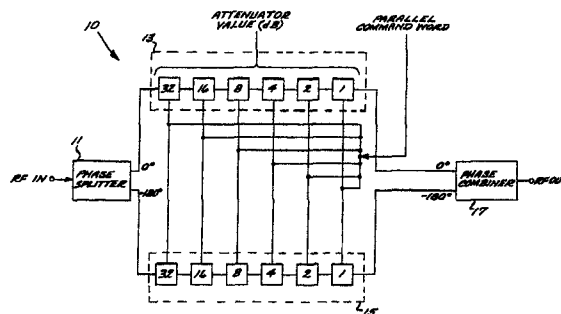 10
13
ATTENUATOR
VALUE (dB)
PARALLEL
COMMAND WORD
32 16 8 4 2 1
11
RF IN
PHASE
SPLITTER
0°
-180°
0°
-180°
PHASE
COMBINER
17
RF OUT
32 16 8 4 2 1
15